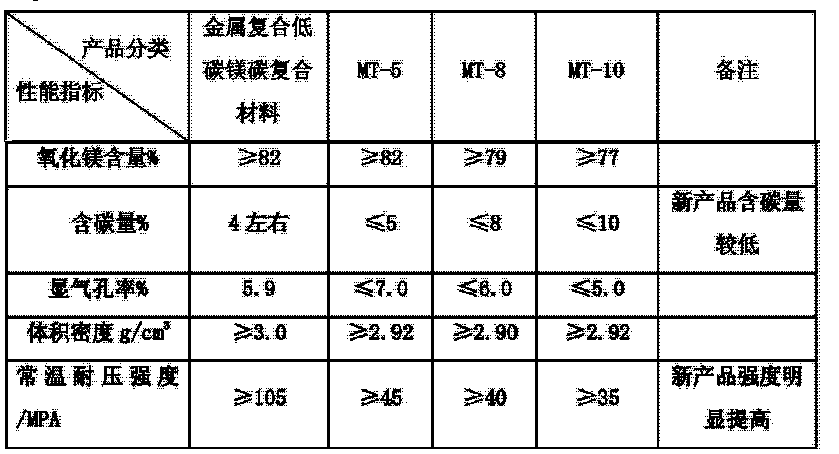 产品分类
性能指标
金属复合低
碳镁碳复合
材料
MT-5
MT-8
MT-10
备注
氧化镁含量%
≥82
≥82
≥79
≥77
含碳量%
4左右
≤5
≤8
≤10
新产品含碳量
较低
显气孔率%
5.9
≤7.0
≤6.0
≤5.0
体积密度g/cm³
≥3.0
≥2.92
≥2.90
≥2.92
常温耐压强度
/MPA
≥105
≥45
≥40
≥35
新产品强度明
显提高